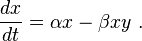 dx/dt = αx − βxy .